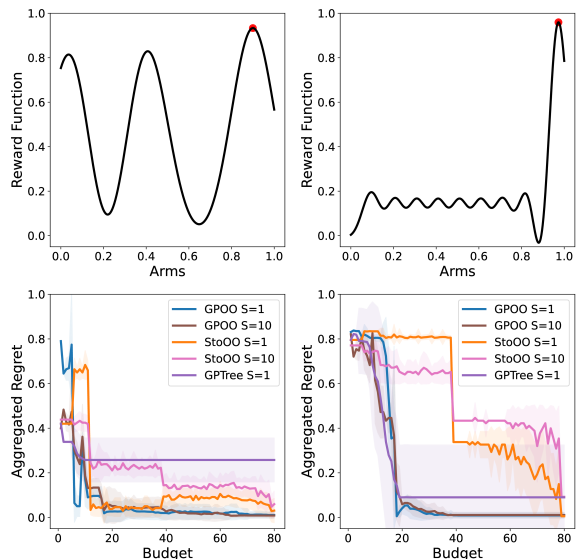 1.0
0.8
0.6
0.4
0.2
0.0
Reward Function
0.0 0.2 0.4 0.6 0.8 1.0
Arms
1.0
0.8
0.6
0.4
0.2
0.0
Reward Function
0.0 0.2 0.4 0.6 0.8 1.0
Arms
1.0
0.8
0.6
0.4
0.2
0.0
Aggregated Regret
GPOO S=1
GPOO S=10
StoOO S=1
StoOO S=10
GPTree S=1
0 20 40 60 80
Budget
1.0
0.8
0.6
0.4
0.2
0.0
Aggregated Regret
GPOO S=1
GPOO S=10
StoOO S=1
StoOO S=10
GPTree S=1
0 20 40 60 80
Budget